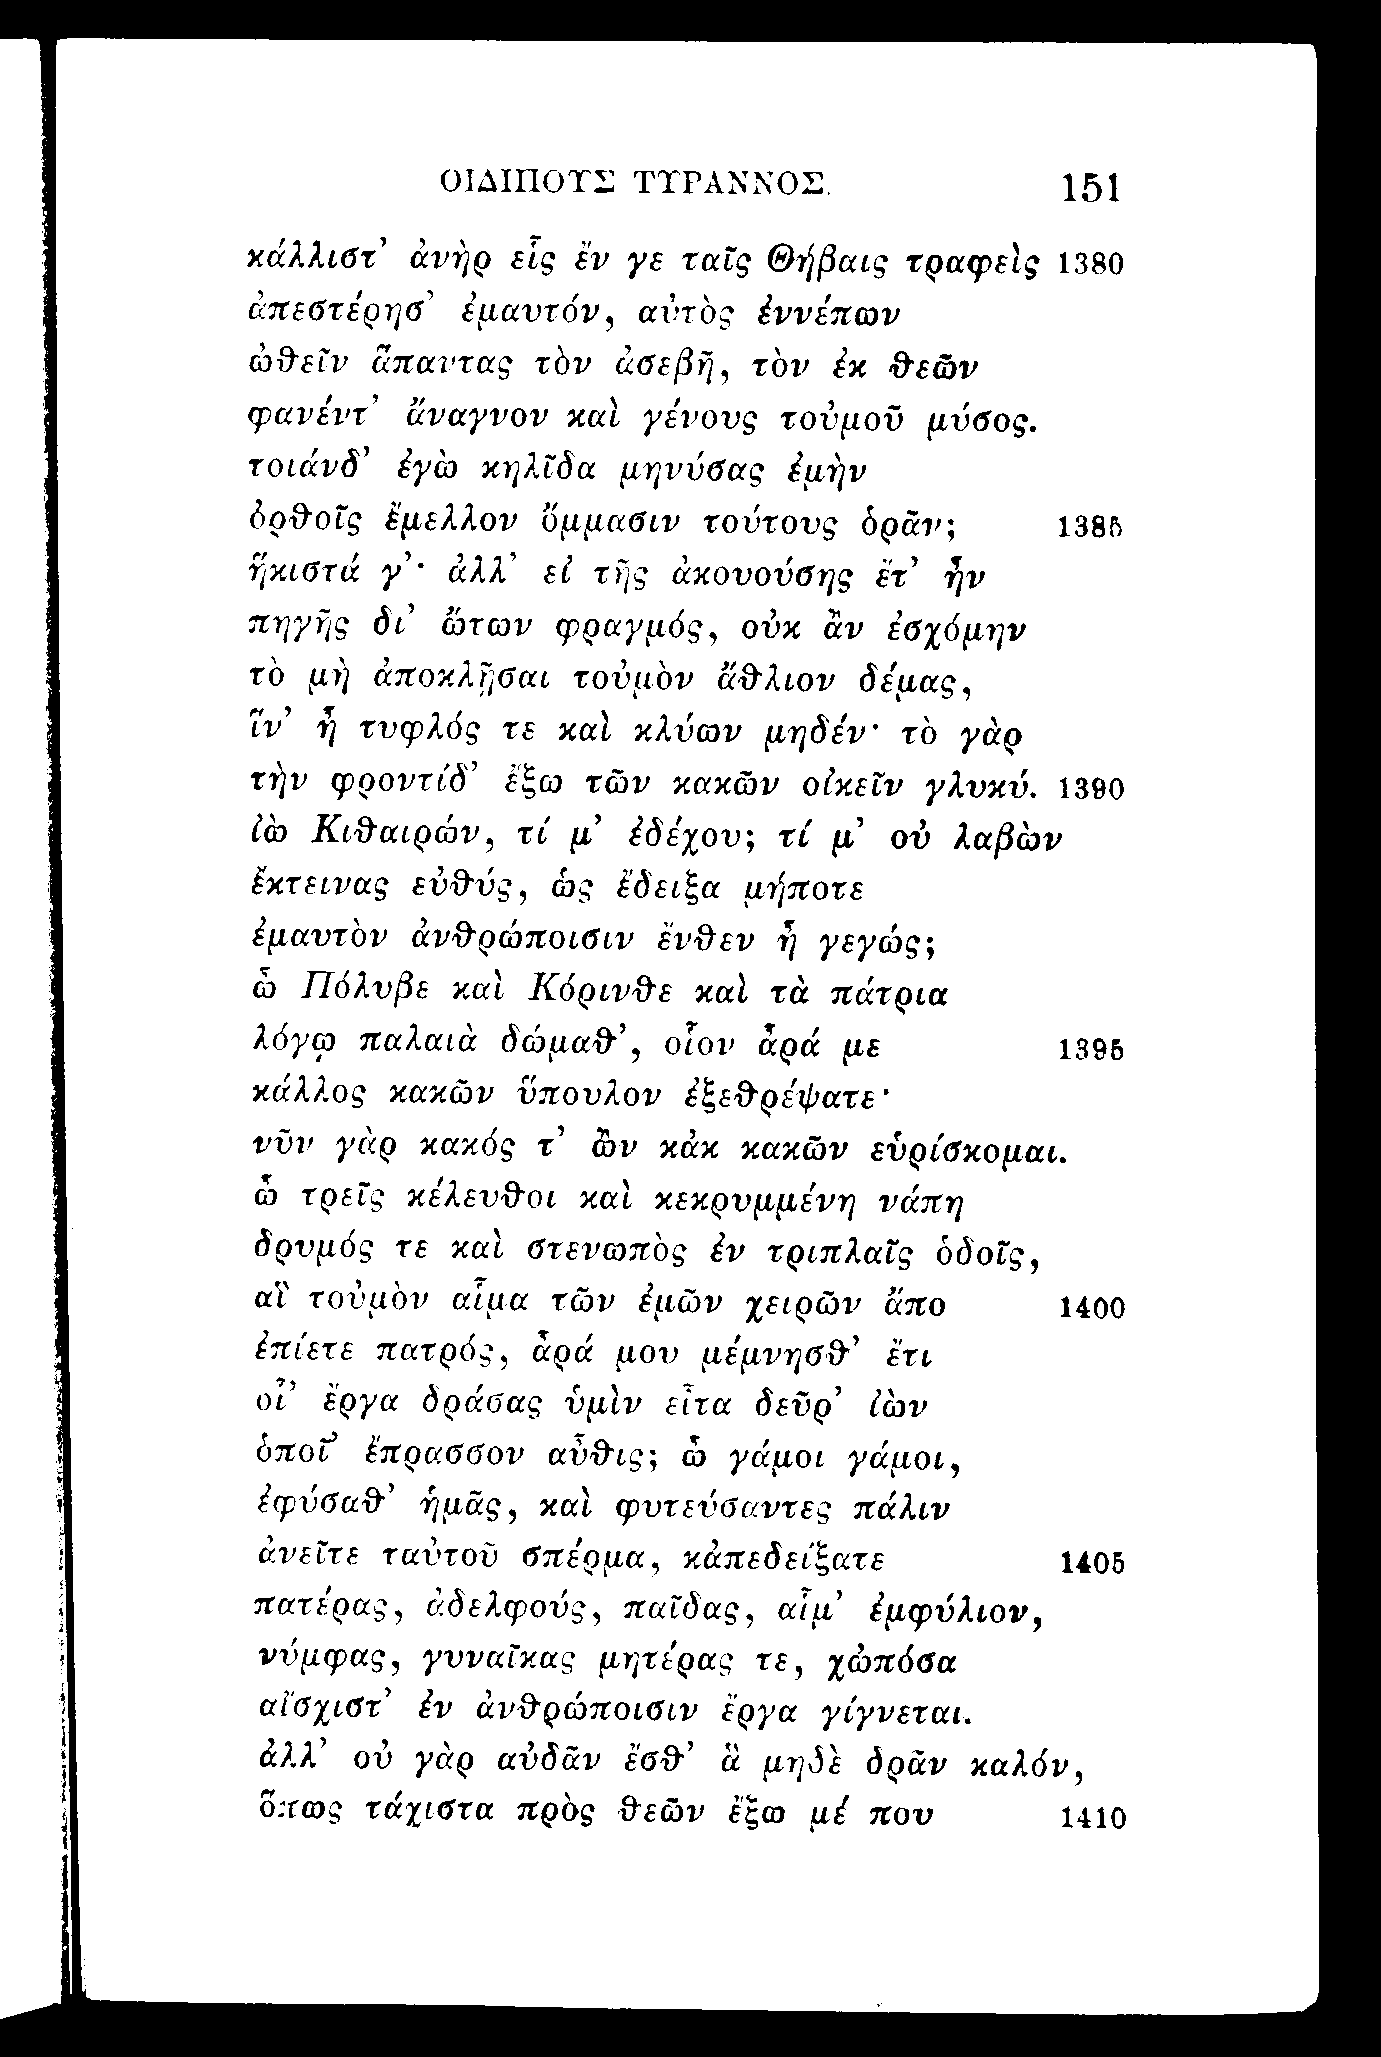 ΟΙΔΙΠΟΥΣ ΤΥΡΑΝΝΟΣ. 151
κάλλιστ’ ἀνὴρ εἷς ἔν γε ταῖς Θήβαις τραφεὶς 1380
ἀπεστέρησ’ ἐμαυτόν, αὐτὸς ἐννέπων
ὠθεῖν ἅπαντας τὸν ἀσεβῆ, τὸν ἐκ θεῶν
φανέντ’ ἄναγνον καὶ γένους τοὐμοῦ μύσος.
τοιάνδ’ ἐγὼ κηλῖδα μηνύσας ἐμὴν
ὀρθοῖς ἔμελλον ὄμμασιν τούτους ὁρᾶν; 1385
ἥκιστά γ’· ἀλλ’ εἰ τῆς ἀκουούσης ἔτ’ ἦν
πηγῆς δι’ ὤτων φραγμός, οὐκ ἂν ἐσχόμην
τὸ μὴ ἀποκλῇσαι τοὐμὸν ἄθλιον δέμας,
ἵν’ ἦ τυφλός τε καὶ κλύων μηδέν· τὸ γὰρ
τὴν φροντίδ’ ἔξω τῶν κακῶν οἰκεῖν γλυκύ. 1390
ἰὼ Κιθαιρών, τί μ’ ἐδέχου; τί μ’ οὐ λαβὼν
ἔκτεινας εὐθύς, ὡς ἔδειξα μήποτε
ἐμαυτὸν ἀνθρώποισιν ἔνθεν ἦ γεγώς;
ὦ Πόλυβε καὶ Κόρινθε καὶ τὰ πάτρια
λόγῳ παλαιὰ δώμαθ’, οἷον ἆρά με 1395
κάλλος κακῶν ὕπουλον ἐξεθρέψατε·
νῦν γὰρ κακός τ’ ὢν κἀκ κακῶν εὑρίσκομαι.
ὦ τρεῖς κέλευθοι καὶ κεκρυμμένη νάπη
δρυμός τε καὶ στενωπὸς ἐν τριπλαῖς ὁδοῖς,
αἳ τοὐμὸν αἷμα τῶν ἐμῶν χειρῶν ἄπο 1400
ἐπίετε πατρός, ἆρά μου μέμνησθ’ ἔτι
οἷ’ ἔργα δράσας ὑμὶν εἶτα δεῦρ’ ἰὼν
ὁποῖ’ ἔπρασσον αὖθις; ὦ γάμοι γάμοι,
ἐφύσαθ’ ἡμᾶς, καὶ φυτεύσαντες πάλιν
ἀνεῖτε ταὐτοῦ σπέρμα, κἀπεδείξατε 1405
πατέρας, ἀδελφούς, παῖδας, αἷμ’ ἐμφύλιον,
νύμφας, γυναῖκας μητέρας τε, χὠπόσα
αἴσχιστ’ ἐν ἀνθρώποισιν ἔργα γίγνεται.
ἀλλ’ οὐ γὰρ αὐδᾶν ἔσθ’ ἃ μηδὲ δρᾶν καλόν,
ὅπως τάχιστα πρὸς θεῶν ἔξω μέ που 1410